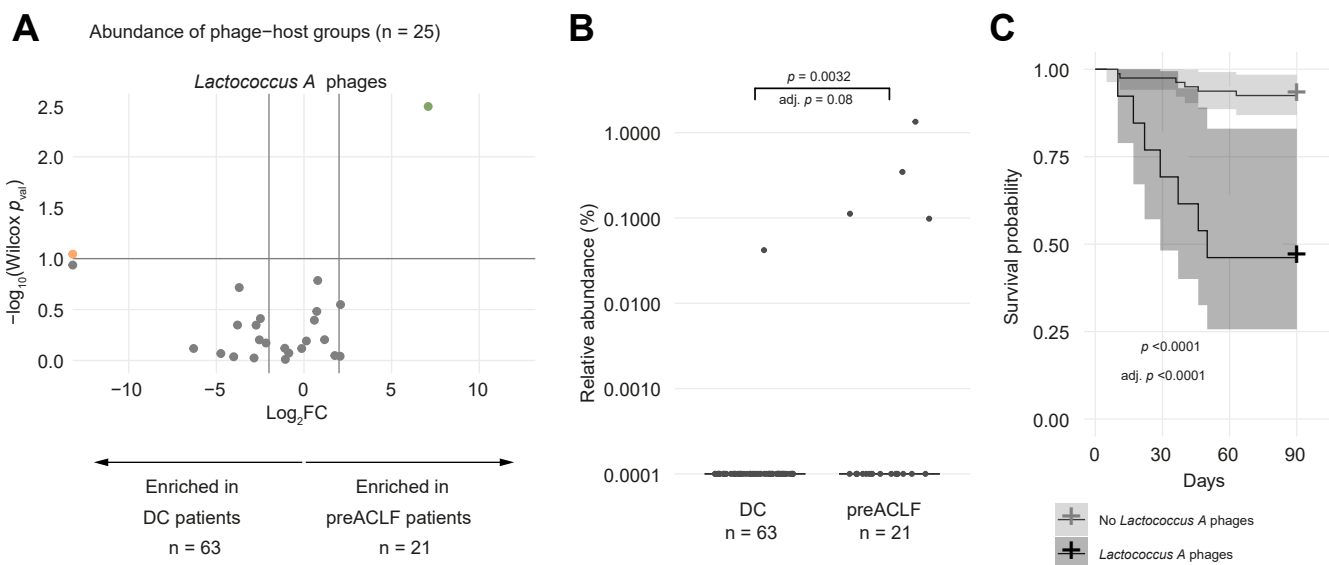 A
Abundance of phage−host groups (n = 25)
Lactococcus A phages
2.5
2.0
1.5
1.0
0.5
0.0
−log10(Wilcox pval)
−10
−5
0
5
10
Log2FC
Enriched in
DC patients
n = 63
Enriched in
preACLF patients
n = 21
B
p = 0.0032
adj. p = 0.08
1.0000
0.1000
0.0100
0.0010
0.0001
Relative abundance (%)
DC
n = 63
preACLF
n = 21
C
1.00
0.75
0.50
0.25
0.00
Survival probability
p <0.0001
adj. p <0.0001
0
30
60
90
Days
No Lactococcus A phages
Lactococcus A phages